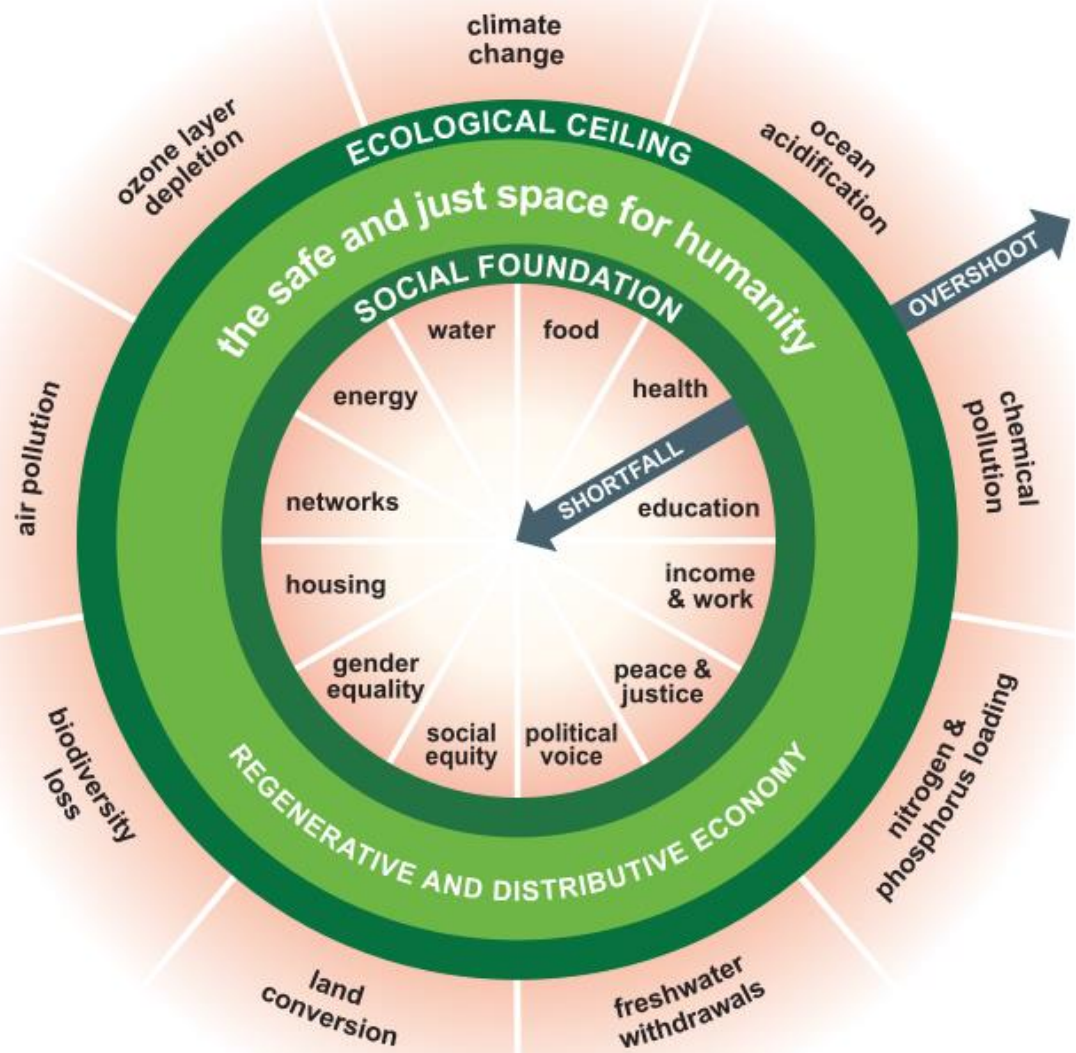 climate
change
ozone layer
depletion
ocean
acidification
ECOLOGICAL CEILING
the safe and just space for humanity
SOCIAL FOUNDATION
OVERSHOOT
water
food
energy
health
SHORTFALL
air pollution
chemical
pollution
networks
education
housing
income
& work
gender
equality
peace &
justice
social
equity
political
voice
biodiversity
loss
nitrogen &
phosphorus loading
REGENERATIVE AND DISTRIBUTIVE ECONOMY
land
conversion
freshwater
withdrawals